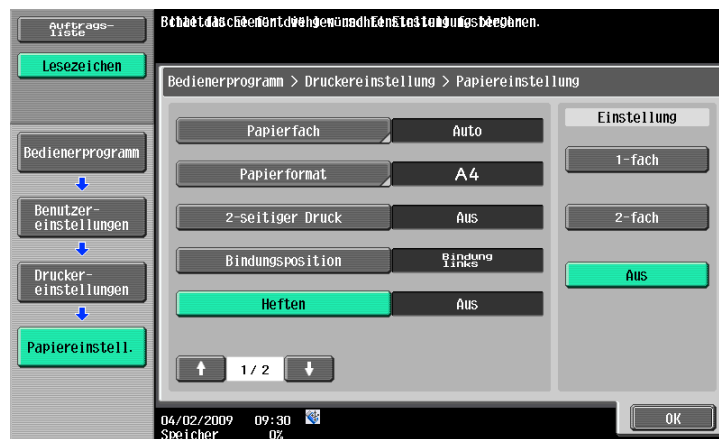 Auftrags-
liste
Lesezeichen
Bedienerprogramm > Druckereinstellung > Papiereinstellung
Papierfach
Auto
Einstellung
Bedienerprogramm
1-fach
Papierformat
A4
Benutzer-
einstellungen
2-seitiger Druck
Aus
2-fach
Bindungsposition
Bindung
links
Drucker-
einstellungen
Aus
Heften
Aus
Papiereinstell.
1/2
04/02/2009 09:30
Speicher 0%
OK